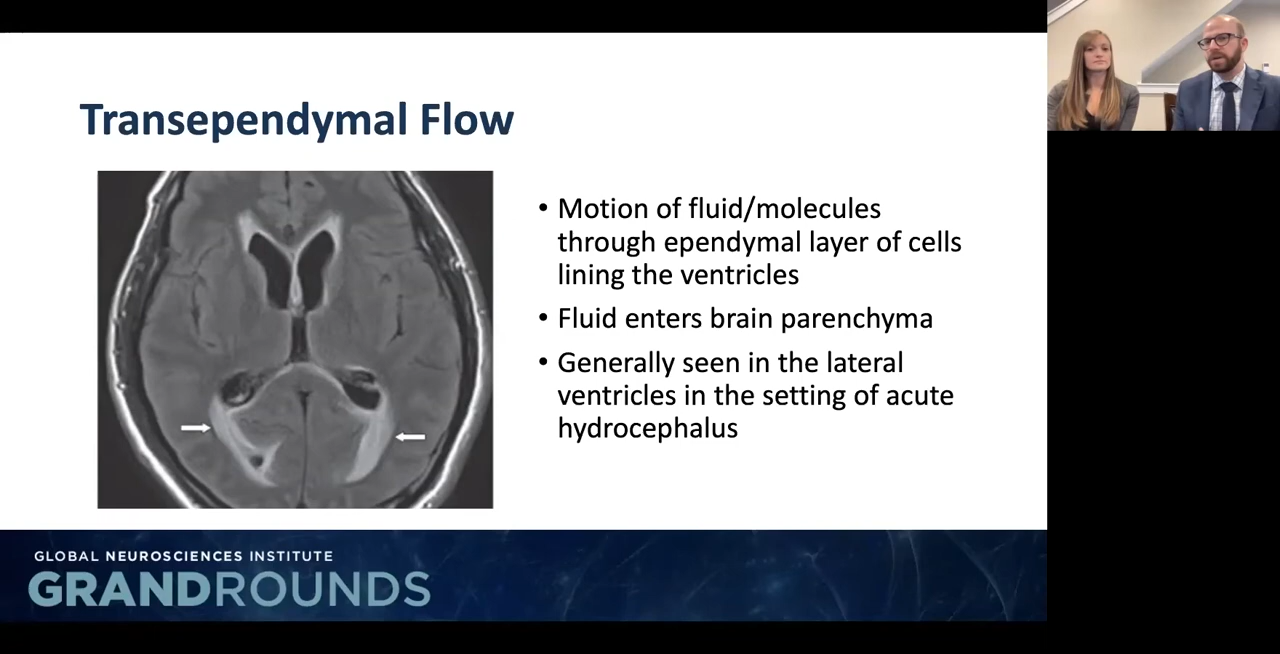 Transependymal Flow
• Motion of fluid/molecules
through ependymal layer of cells
lining the ventricles
• Fluid enters brain parenchyma
• Generally seen in the lateral
ventricles in the setting of acute
hydrocephalus
GLOBAL NEUROSCIENCES INSTITUTE
GRANDROUNDS